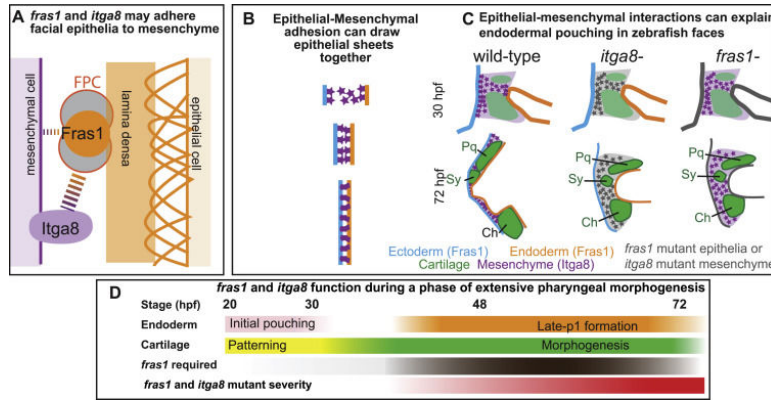 A
fras1 and itga8 may adhere
facial epithelia to mesenchyme
mesenchymal cell
FPC
Fras1
Itga8
lamina densa
epithelial cell
B
Epithelial-Mesenchymal
adhesion can draw
epithelial sheets
together
C
Epithelial-mesenchymal interactions can explain
endodermal pouching in zebrafish faces
wild-type
itga8-
fras1-
30 hpf
72 hpf
Pq
Sy
Ch
Pq
Sy
Ch
Pq
Sy
Ch
Ectoderm (Fras1)
Endoderm (Fras1)
Cartilage
Mesenchyme (Itga8)
fras1 mutant epithelia or
itga8 mutant mesenchyme
D
fras1 and itga8 function during a phase of extensive pharyngeal morphogenesis
Stage (hpf) 20 30 48 72
Endoderm Initial pouching Late-p1 formation
Cartilage Patterning Morphogenesis
fras1 required
fras1 and itga8 mutant severity